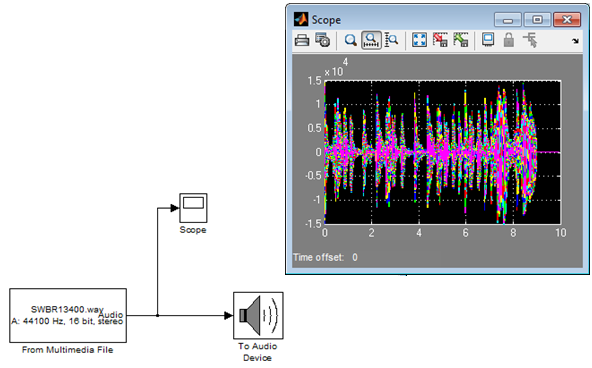 Scope
1.5
x 10
4
1
0.5
0
-0.5
-1
-1.5
0 2 4 6 8 10
Time offset: 0
Scope
SWBR13400.wav
Audio
A: 44100 Hz, 16 bit, stereo
From Multimedia File
To Audio
Device